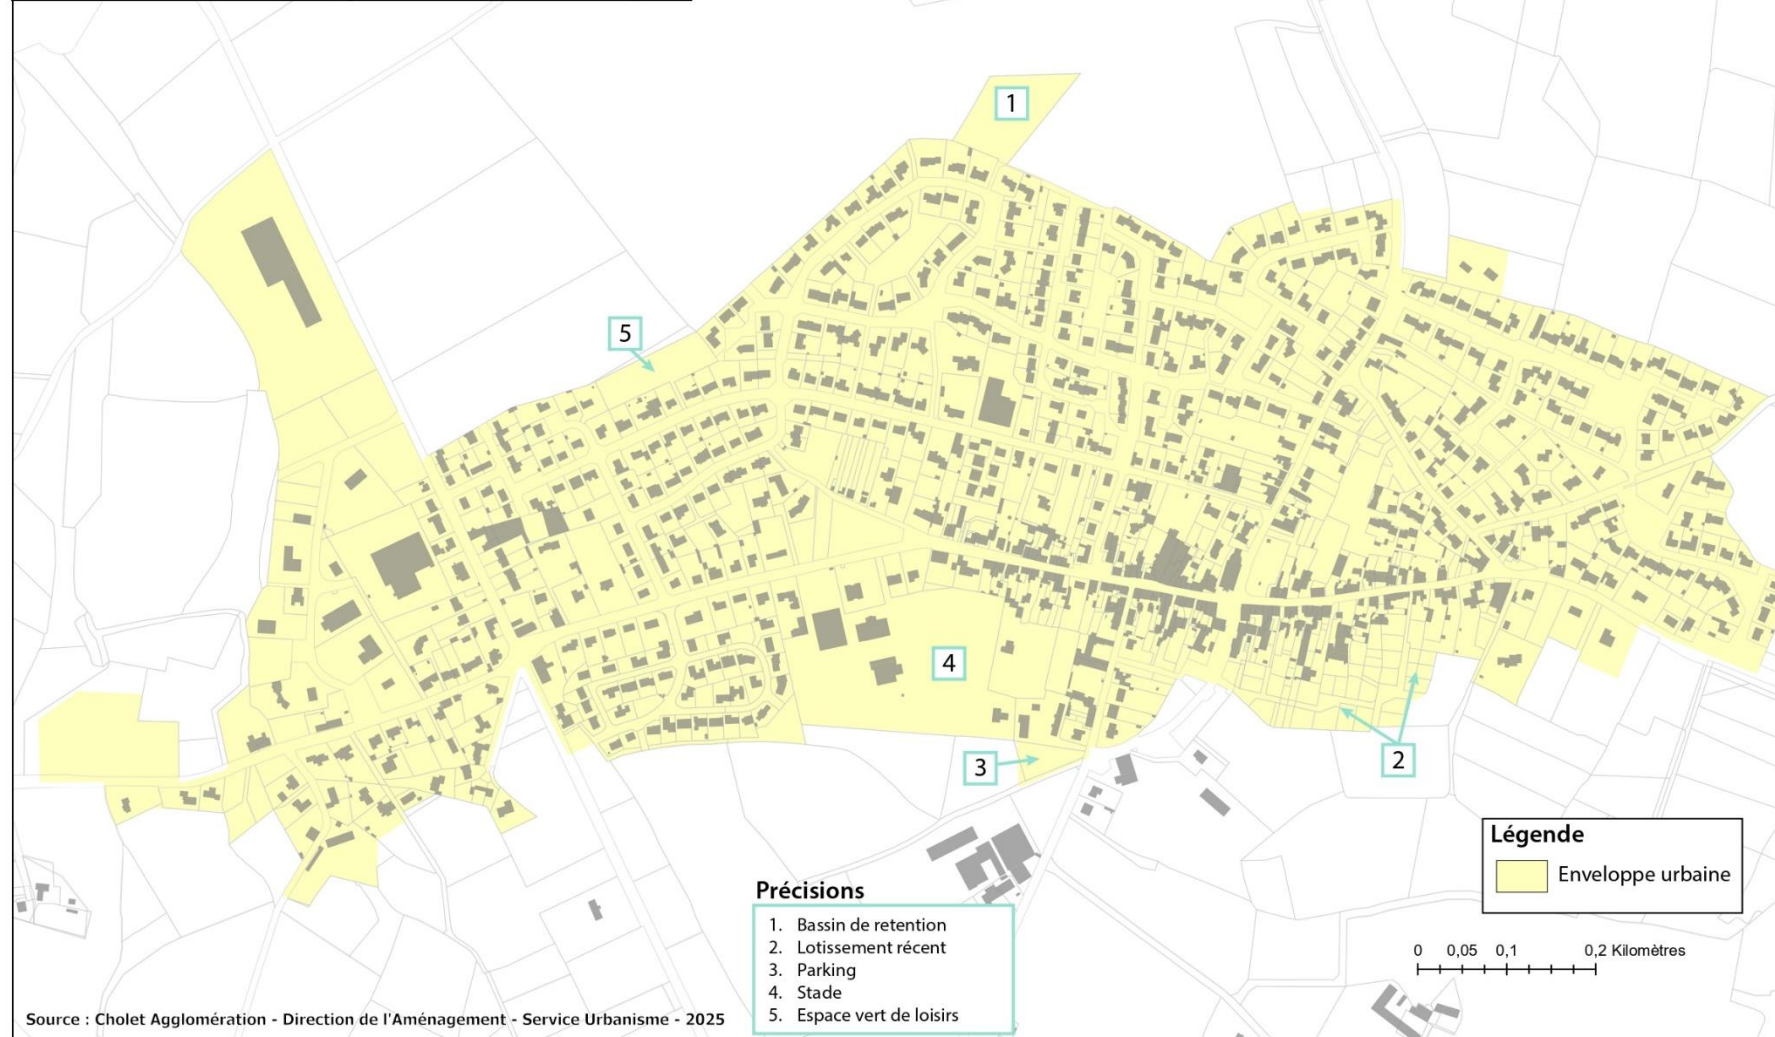 1
5
4
3
2
Légende
Enveloppe urbaine
Précisions
1. Bassin de retention
2. Lotissement récent
3. Parking
4. Stade
5. Espace vert de loisirs
0 0,05 0,1 0,2 Kilomètres
Source : Cholet Agglomération - Direction de l'Aménagement - Service Urbanisme - 2025